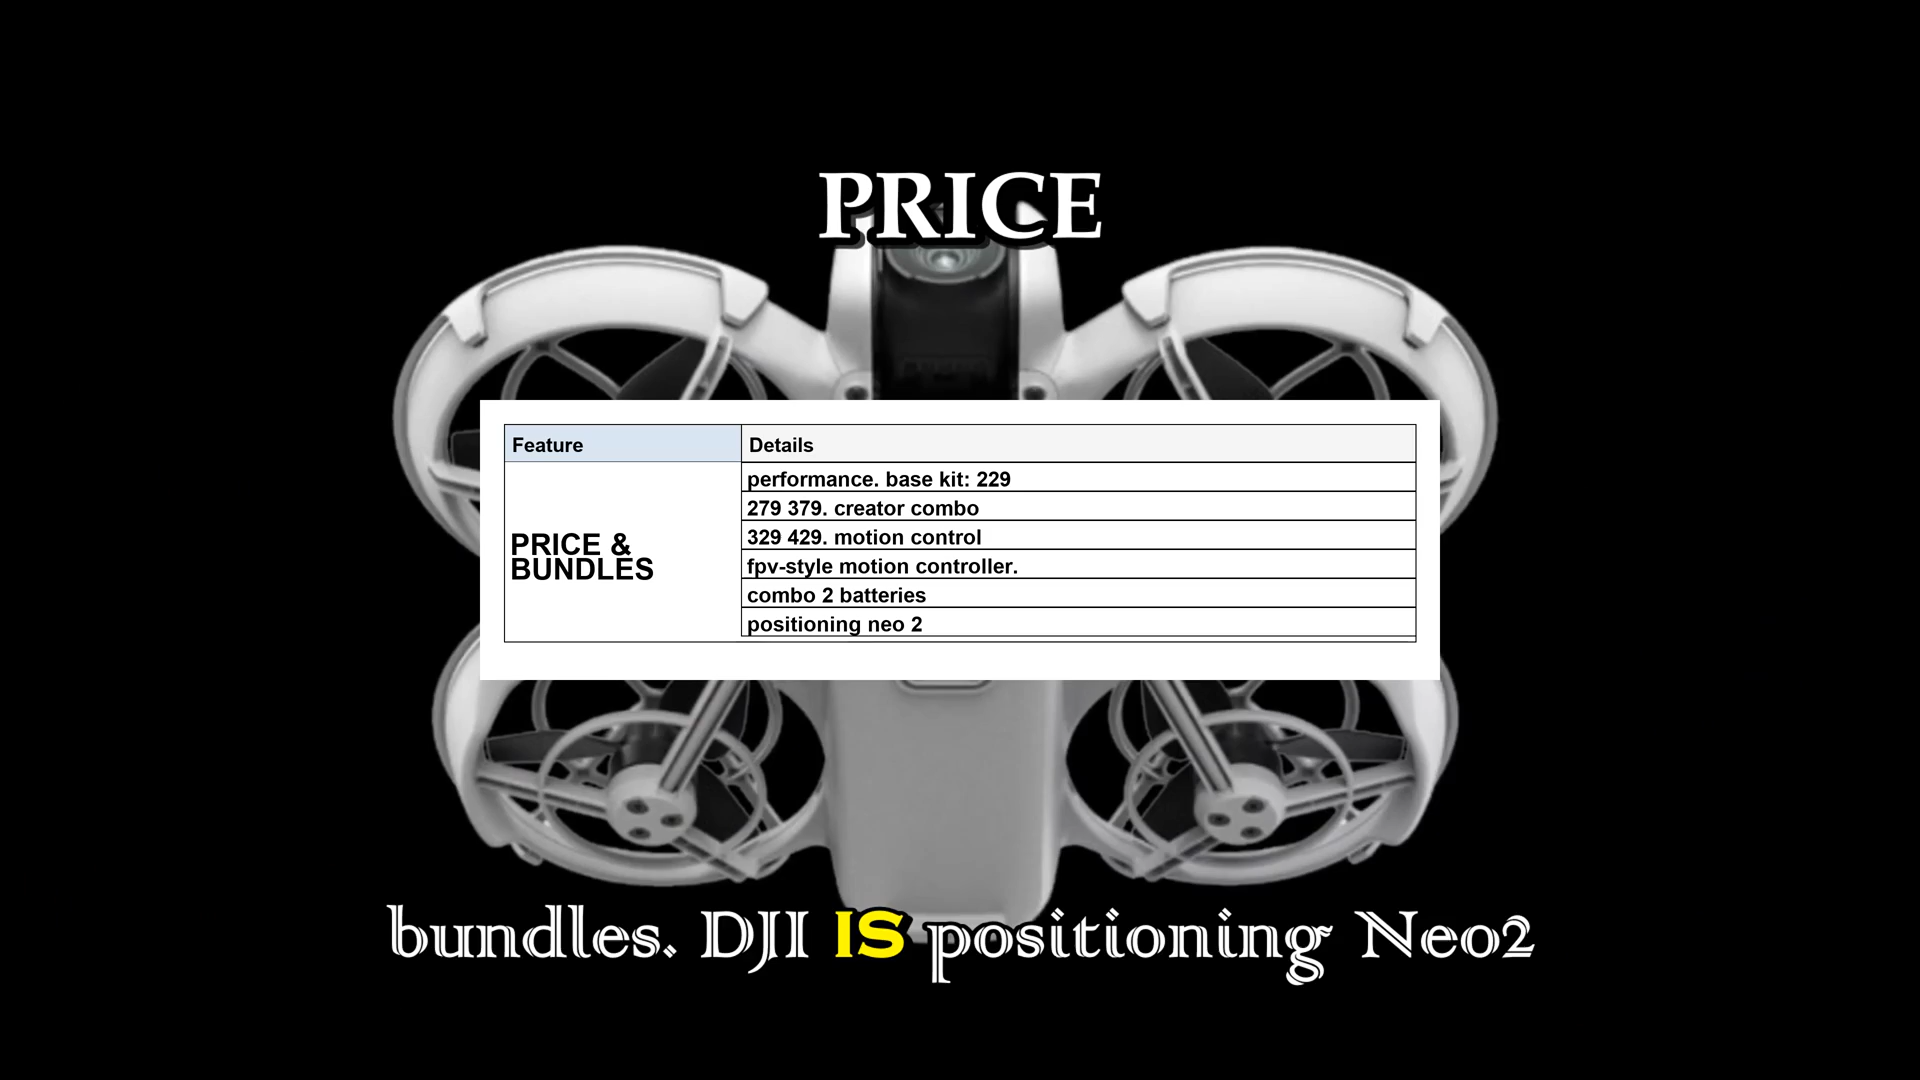 PRICE
Feature
Details
PRICE &
BUNDLES
performance. base kit: 229
279 379. creator combo
329 429. motion control
fpv-style motion controller.
combo 2 batteries
positioning neo 2
bundles. DJI IS positioning Neo2